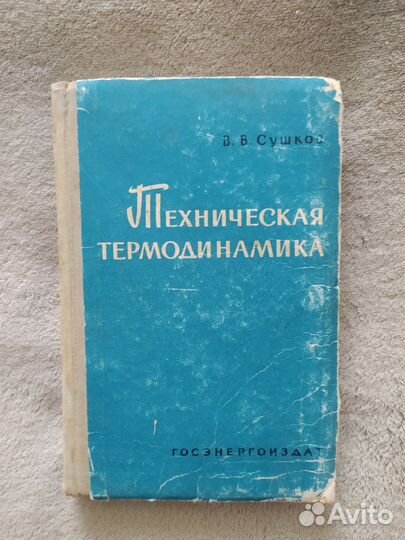 В. В. Сушков
Техническая
термодинамика
Госэнергоиздат
Avito